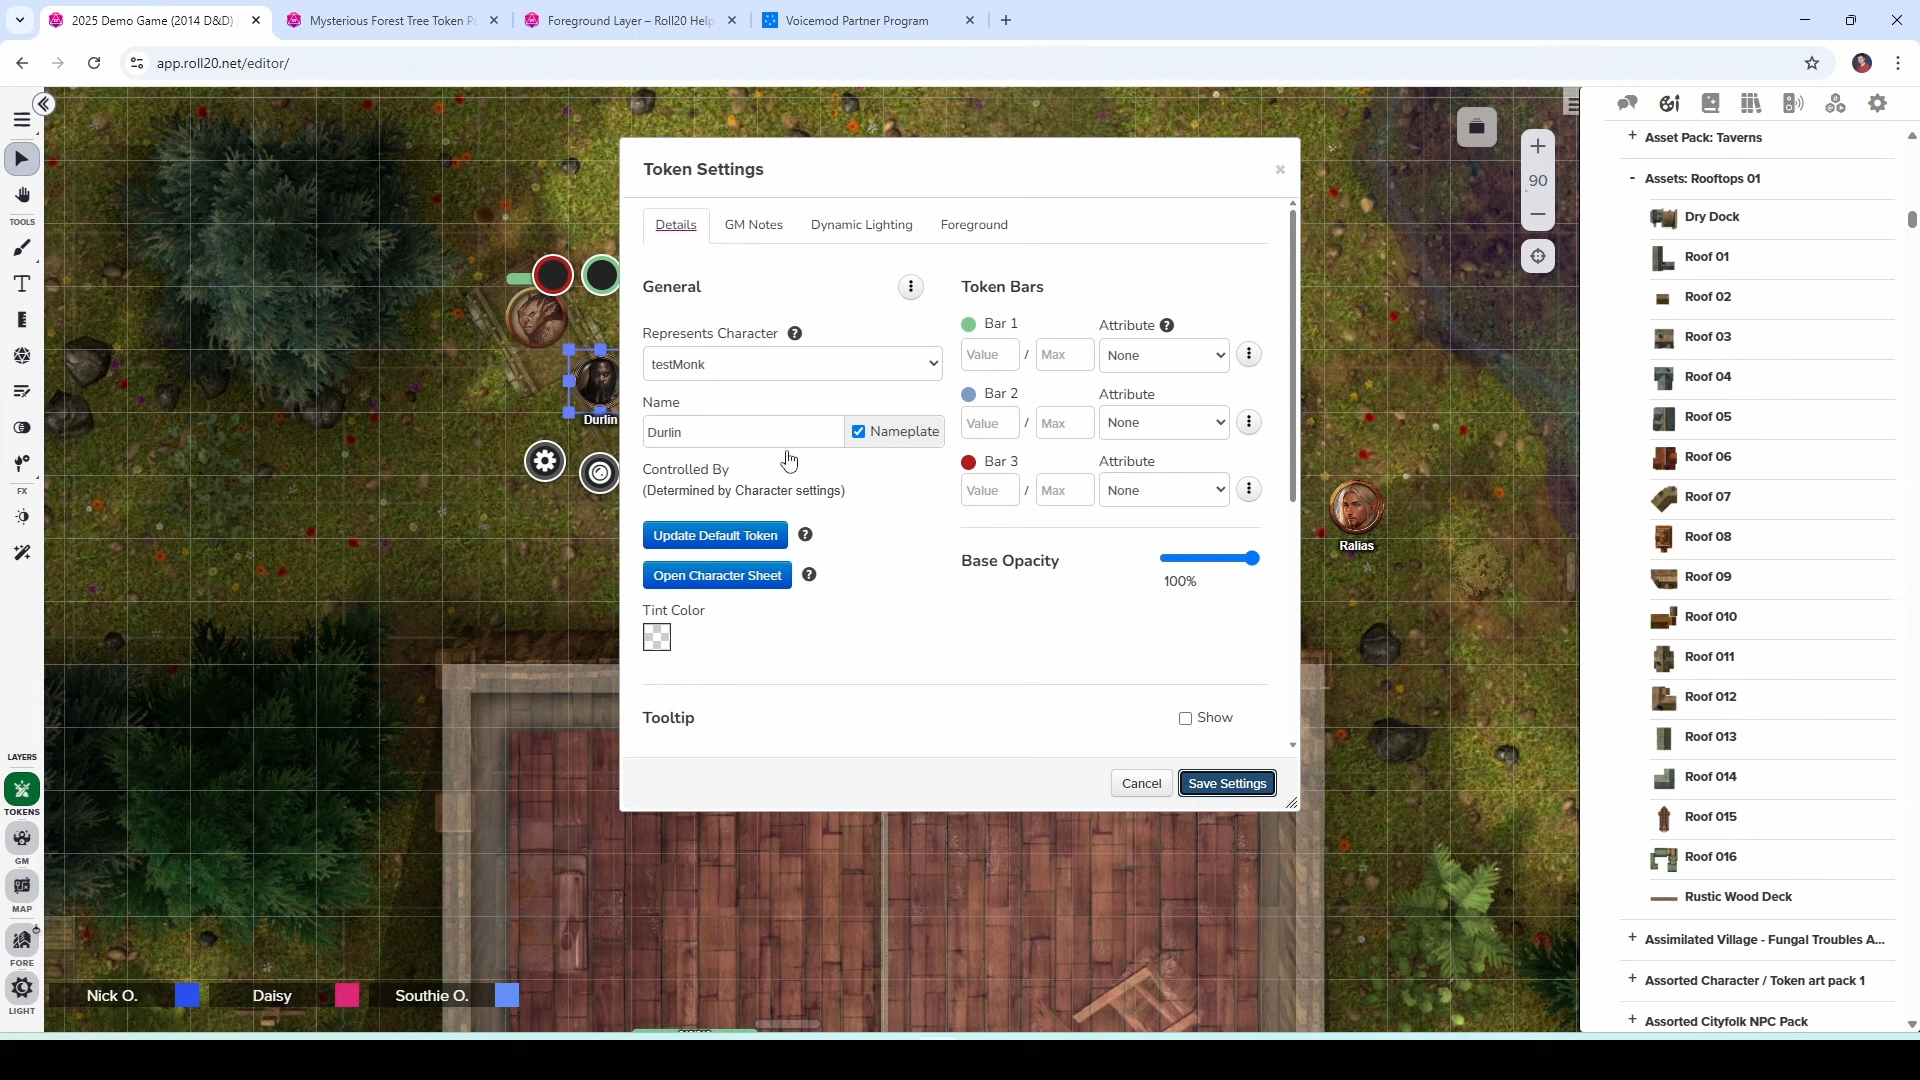 2025 Demo Game (2014 D&D)
Mysterious Forest Tree Token P
Foreground Layer – Roll20 Help
Voicemod Partner Program
app.roll20.net/editor/
TOOLS
FX
LAYERS
TOKENS
GM
MAP
FORE
LIGHT
Durlin
Ralias
Nick O.
Daisy
Southie O.
90
Token Settings
Details
GM Notes
Dynamic Lighting
Foreground
General
Represents Character
testMonk
Name
Durlin
Nameplate
Controlled By
(Determined by Character settings)
Update Default Token
Open Character Sheet
Tint Color
Token Bars
Bar 1
Attribute
Value / Max
None
Bar 2
Attribute
Value / Max
None
Bar 3
Attribute
Value / Max
None
Base Opacity
100%
Tooltip
Show
Cancel
Save Settings
+ Asset Pack: Taverns
- Assets: Rooftops 01
Dry Dock
Roof 01
Roof 02
Roof 03
Roof 04
Roof 05
Roof 06
Roof 07
Roof 08
Roof 09
Roof 010
Roof 011
Roof 012
Roof 013
Roof 014
Roof 015
Roof 016
Rustic Wood Deck
+ Assimilated Village - Fungal Troubles A...
+ Assorted Character / Token art pack 1
+ Assorted Cityfolk NPC Pack